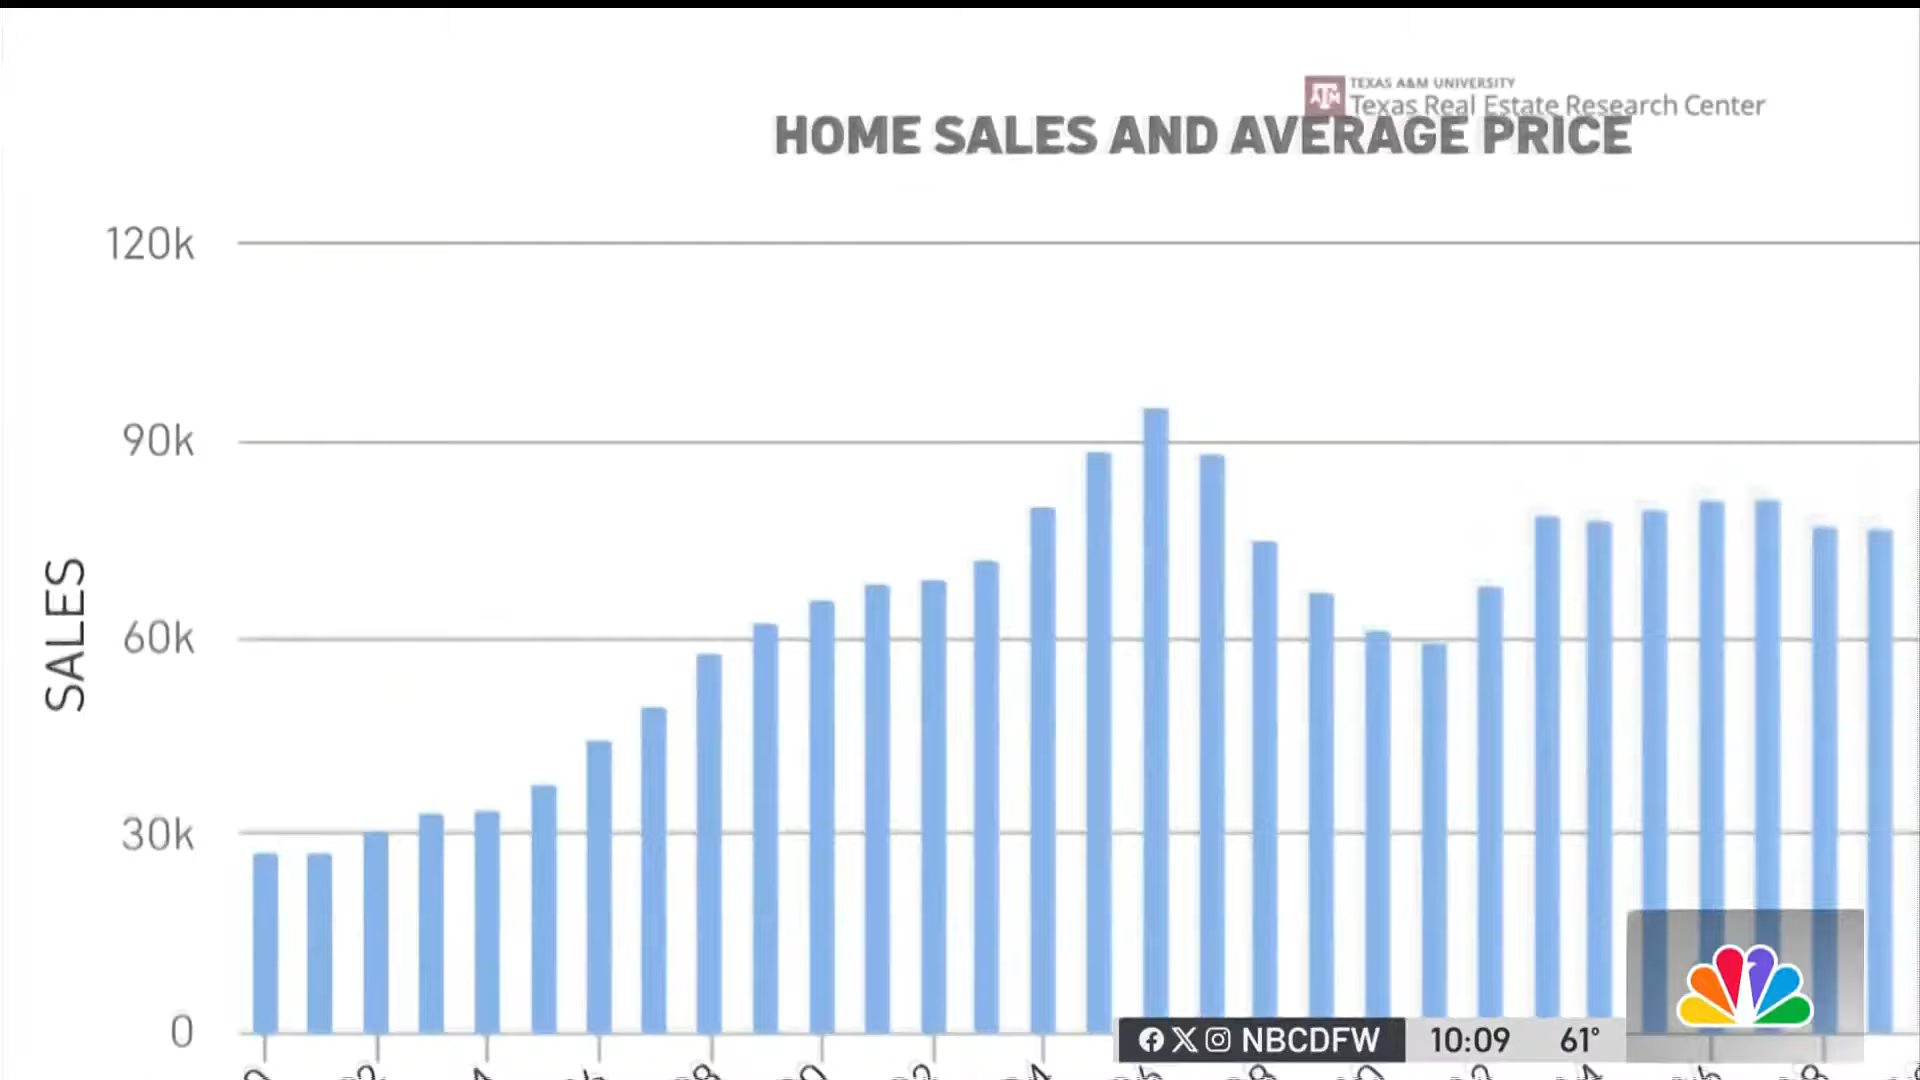 TEXAS A&M UNIVERSITY
Texas Real Estate Research Center
HOME SALES AND AVERAGE PRICE
120k
90k
60k
30k
0
SALES
NBCDFW 10:09 61°